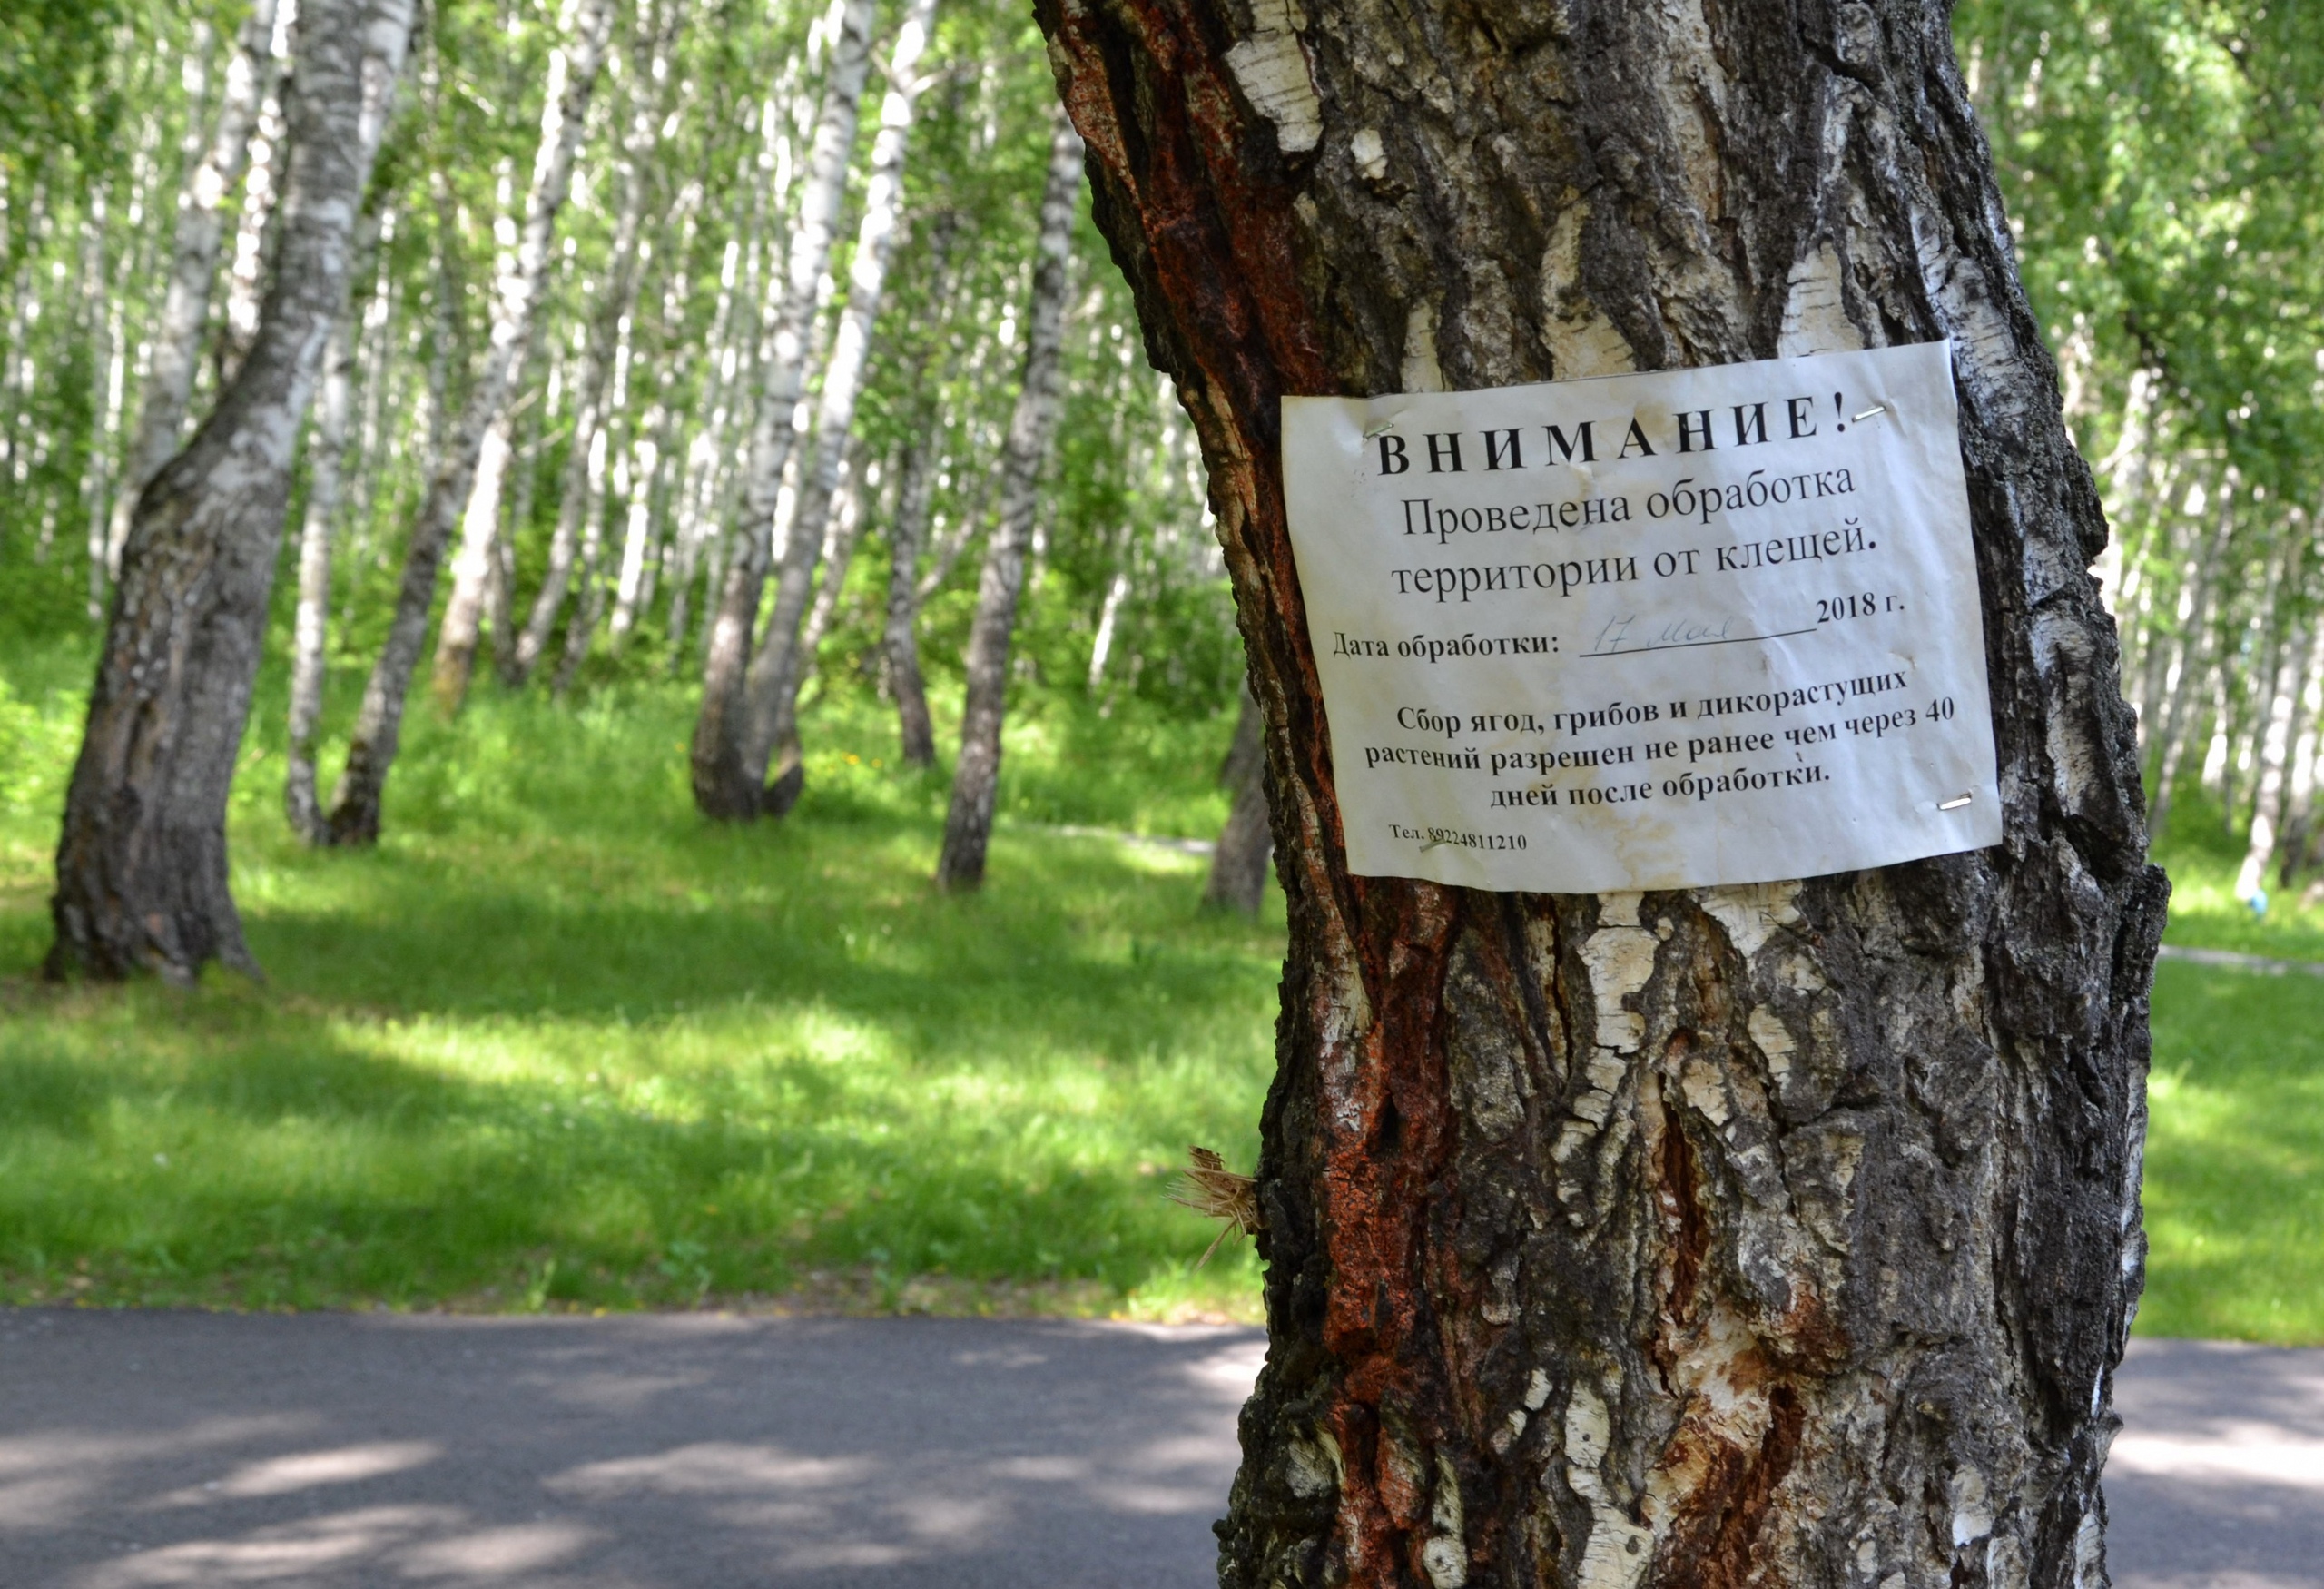 ВНИМАНИЕ!
Проведена обработка
территории от клещей.
Дата обработки: 17 мая 2018 г.
Сбор ягод, грибов и дикорастущих
растений разрешен не ранее чем через 40
дней после обработки.
Тел. 89224811210